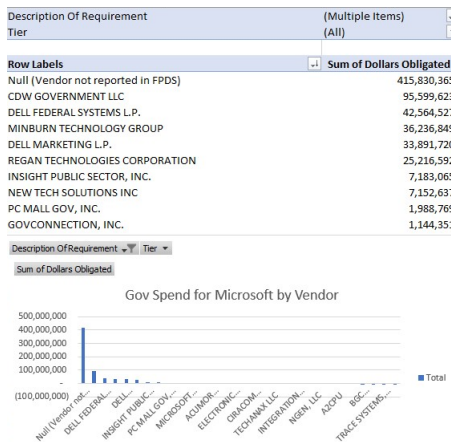 Description Of Requirement (Multiple Items)
Tier (All)
Row Labels Sum of Dollars Obligated
Null (Vendor not reported in FPDS) 415,830,365
CDW GOVERNMENT LLC 95,599,623
DELL FEDERAL SYSTEMS L.P. 42,564,527
MINBURN TECHNOLOGY GROUP 36,236,849
DELL MARKETING L.P. 33,891,720
REGAN TECHNOLOGIES CORPORATION 25,216,592
INSIGHT PUBLIC SECTOR, INC. 7,183,065
NEW TECH SOLUTIONS INC 7,152,637
PC MALL GOV, INC. 1,988,769
GOVCONNECTION, INC. 1,144,351
Description Of Requirement Tier
Sum of Dollars Obligated
Gov Spend for Microsoft by Vendor
500,000,000
400,000,000
300,000,000
200,000,000
100,000,000
-
(100,000,000)
Total
Null (Vendor not...
DELL FEDERAL...
DELL...
INSIGHT PUBLIC...
PC MALL GOV,...
MICROSOFT...
ACUMOR...
ELECTRONIC...
CIRACOM...
TECHANAX LLC
INTEGRATION...
NGEN, LLC
A2CPU
BGC...
TRACE SYSTEMS,...